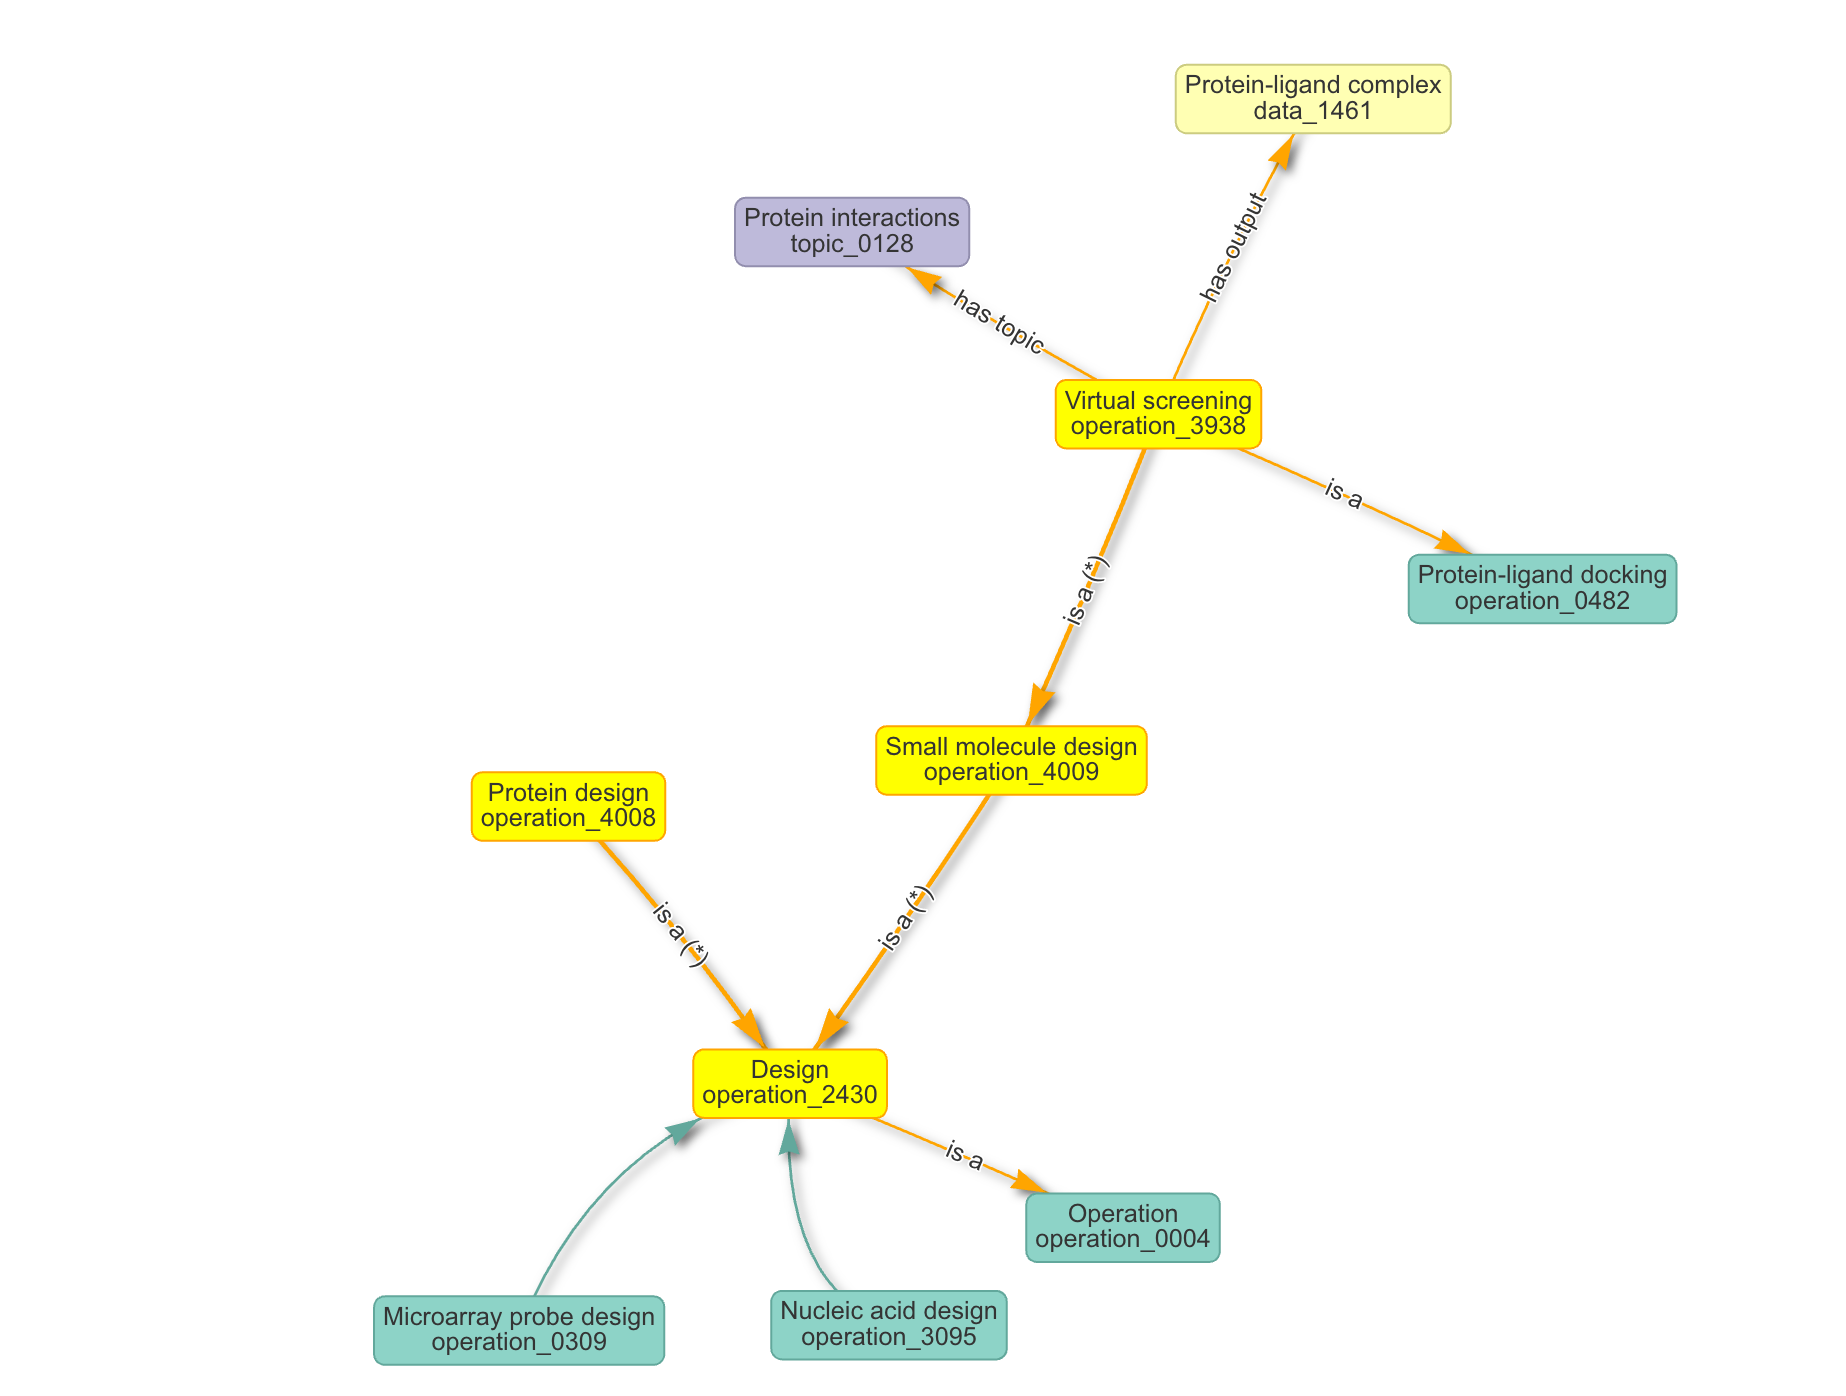 Protein-ligand complex
data_1461
Protein interactions
topic_0128
has output
has topic
Virtual screening
operation_3938
is a
is a (*)
Protein-ligand docking
operation_0482
Small molecule design
operation_4009
Protein design
operation_4008
is a (*)
is a (*)
Design
operation_2430
is a
Operation
operation_0004
Microarray probe design
operation_0309
Nucleic acid design
operation_3095